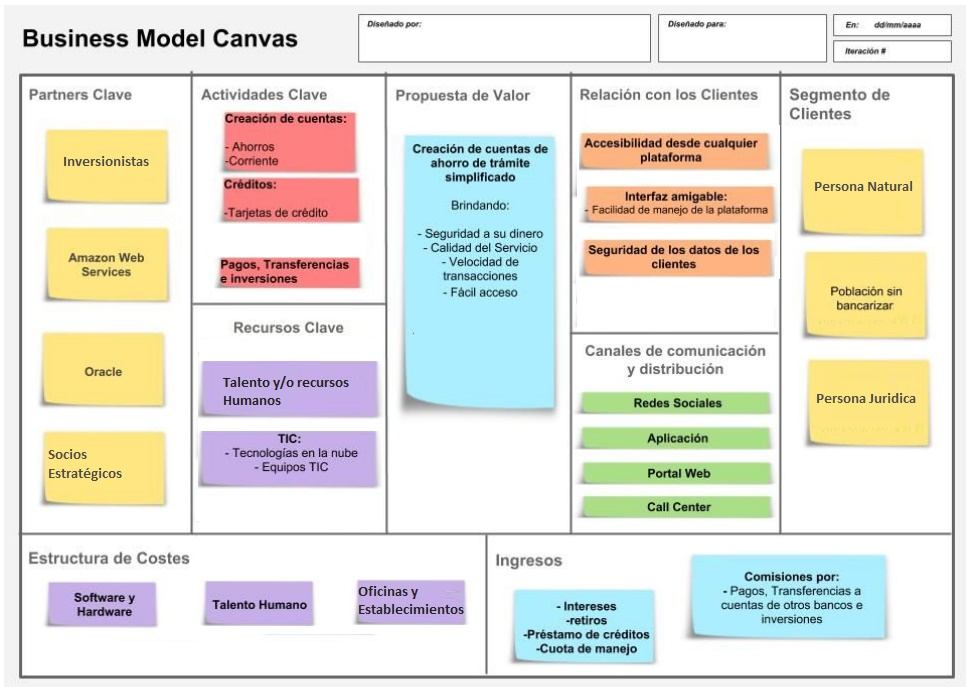 Business Model Canvas
Diseñado por:
Diseñado para:
En: dd/mm/aaaa
Iteración #
Partners Clave
Inversionistas
Amazon Web
Services
Oracle
Socios
Estratégicos
Actividades Clave
Creación de cuentas:
- Ahorros
-Corriente
Créditos:
-Tarjetas de crédito
Pagos, Transferencias
e inversiones
Recursos Clave
Talento y/o recursos
Humanos
TIC:
- Tecnologías en la nube
- Equipos TIC
Propuesta de Valor
Creación de cuentas de
ahorro de trámite
simplificado
Brindando:
- Seguridad a su dinero
- Calidad del Servicio
- Velocidad de
transacciones
- Fácil acceso
Relación con los Clientes
Accesibilidad desde cualquier
plataforma
Interfaz amigable:
- Facilidad de manejo de la plataforma
Seguridad de los datos de los
clientes
Canales de comunicación
y distribución
Redes Sociales
Aplicación
Portal Web
Call Center
Segmento de
Clientes
Persona Natural
Población sin
bancarizar
Persona Juridica
Estructura de Costes
Software y
Hardware
Talento Humano
Oficinas y
Establecimientos
Ingresos
- Intereses
-retiros
-Préstamo de créditos
-Cuota de manejo
Comisiones por:
- Pagos, Transferencias a
cuentas de otros bancos e
inversiones